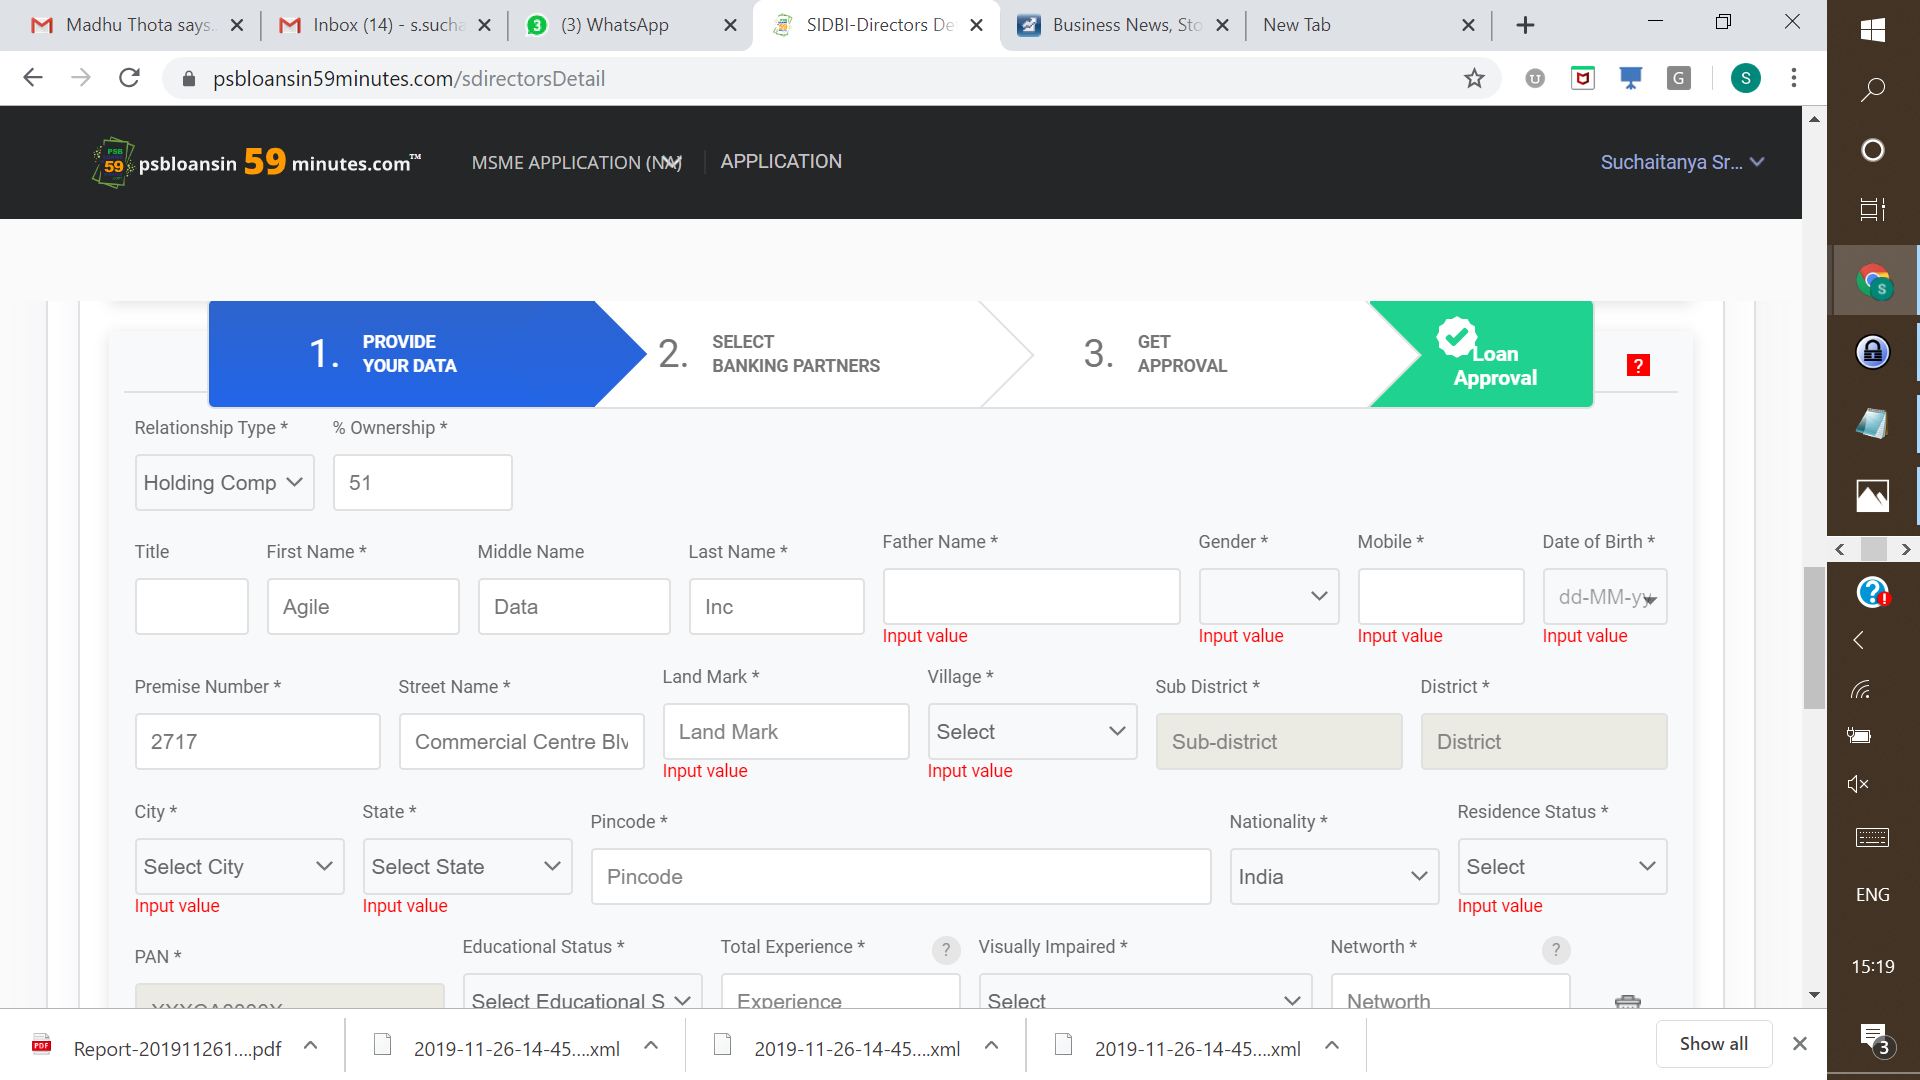 Madhu Thota says..
Inbox (14) - s.sucha
(3) WhatsApp
SIDBI-Directors De
Business News, Sto
New Tab
psbloansin59minutes.com/sdirectorsDetail
psbloansin 59 minutes.com™
MSME APPLICATION
APPLICATION
Suchaitanya Sr...
1. PROVIDE YOUR DATA
2. SELECT BANKING PARTNERS
3. GET APPROVAL
Loan Approval
?
Relationship Type * % Ownership *
Holding Comp 51
Title First Name * Middle Name Last Name * Father Name * Gender * Mobile * Date of Birth *
Agile Data Inc dd-MM-yy
Input value Input value Input value Input value
Premise Number * Street Name * Land Mark * Village * Sub District * District *
2717 Commercial Centre Blv Land Mark Select Sub-district District
Input value Input value
City * State * Pincode * Nationality * Residence Status *
Select City Select State Pincode India Select
Input value Input value Input value
PAN * Educational Status * Total Experience * ? Visually Impaired * Networth * ?
Select Educational S Experience Select Networth
Report-201911261....pdf
2019-11-26-14-45....xml
2019-11-26-14-45....xml
2019-11-26-14-45....xml
Show all
ENG
15:19
3